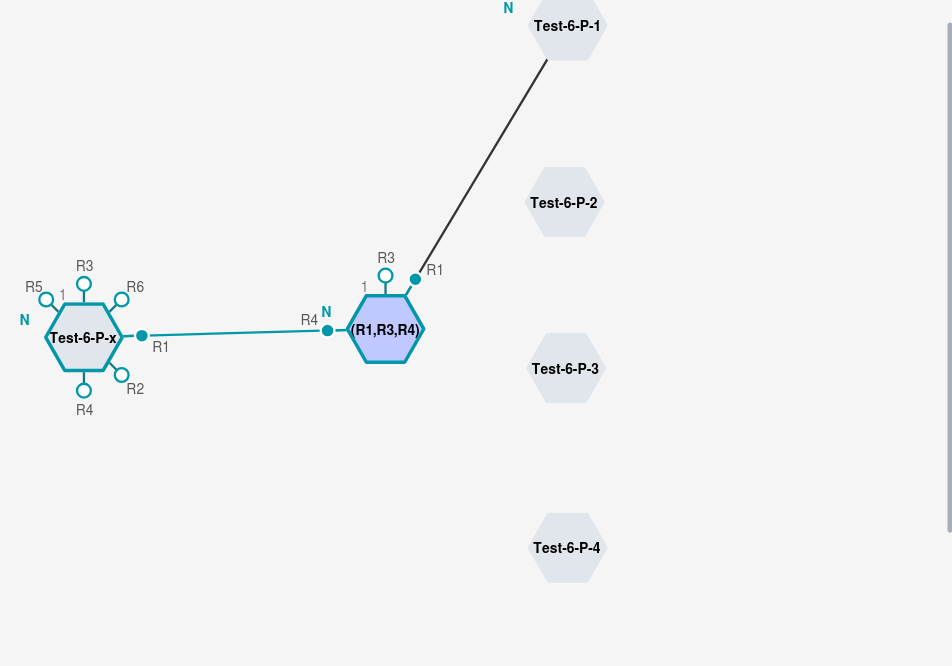 N
Test-6-P-1
Test-6-P-2
R3
R5
1
R6
N
Test-6-P-x
R1
R2
R4
R3
R1
1
N
R4
(R1,R3,R4)
Test-6-P-3
Test-6-P-4